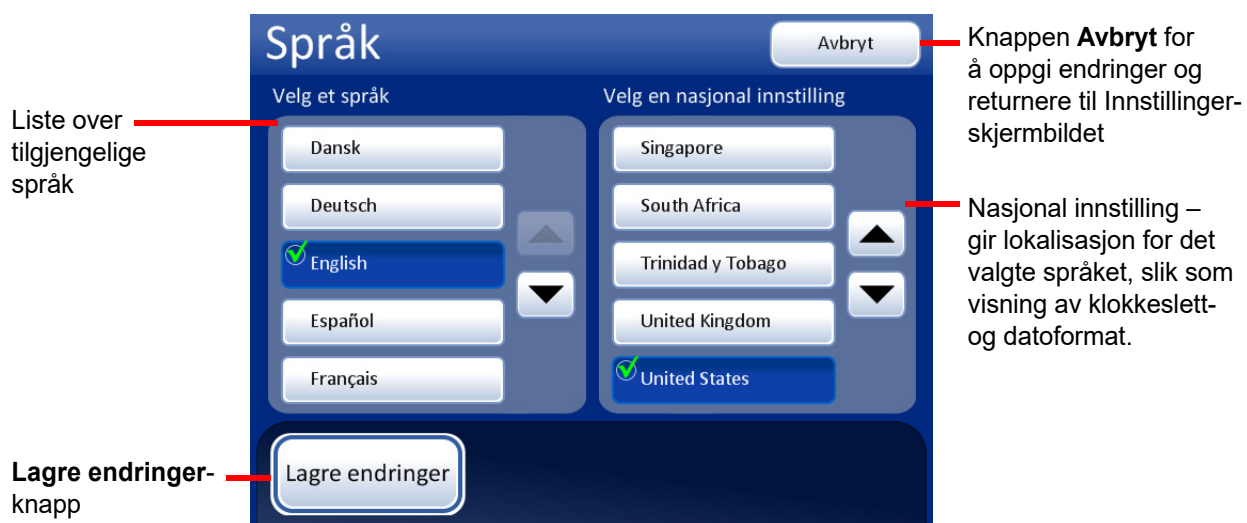 Språk
Avbryt
Velg et språk
Velg en nasjonal innstilling
Dansk
Deutsch
English
Español
Français
Singapore
South Africa
Trinidad y Tobago
United Kingdom
United States
Lagre endringer
Liste over
tilgjengelige
språk
Lagre endringer-
knapp
Knappen Avbryt for
å oppgi endringer og
returnere til Innstillinger-
skjermbildet
Nasjonal innstilling –
gir lokalisasjon for det
valgte språket, slik som
visning av klokkeslett-
og datoformat.